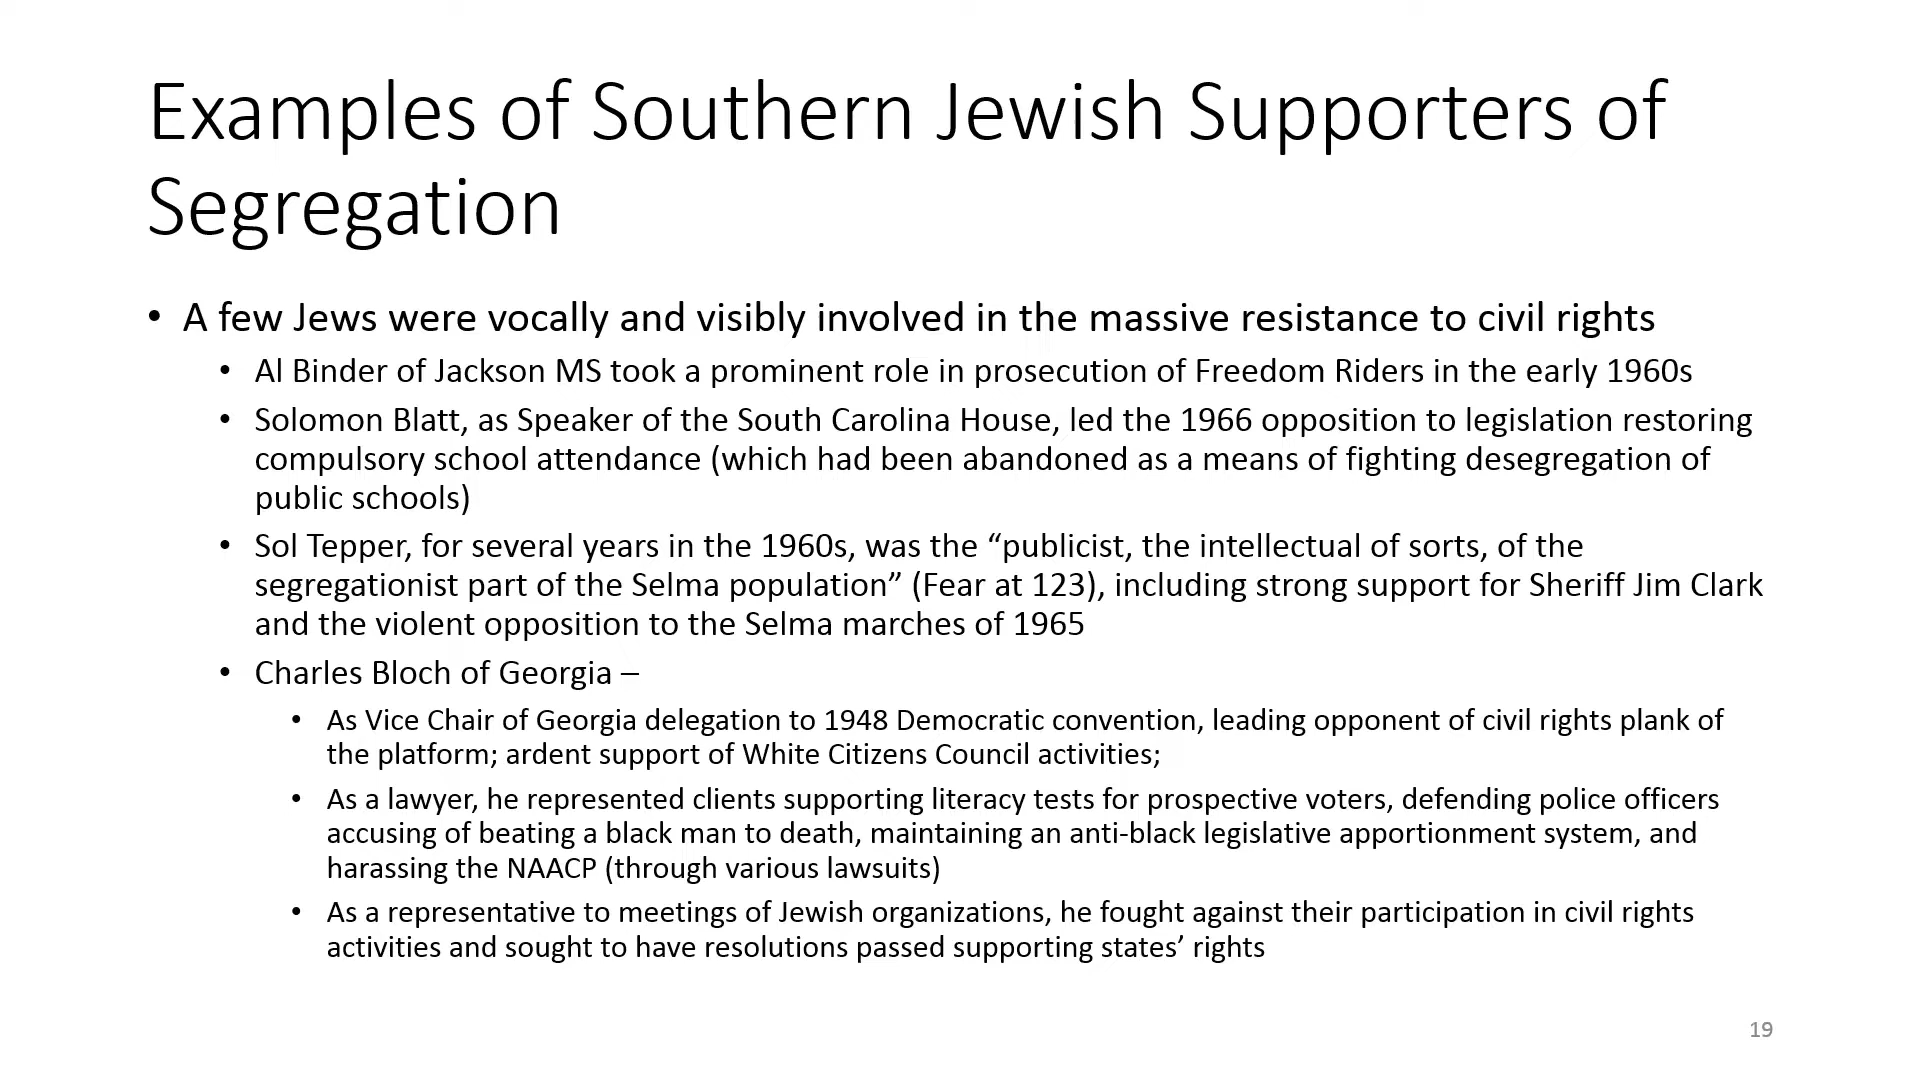 Examples of Southern Jewish Supporters of
Segregation
• A few Jews were vocally and visibly involved in the massive resistance to civil rights
• Al Binder of Jackson MS took a prominent role in prosecution of Freedom Riders in the early 1960s
• Solomon Blatt, as Speaker of the South Carolina House, led the 1966 opposition to legislation restoring
compulsory school attendance (which had been abandoned as a means of fighting desegregation of
public schools)
• Sol Tepper, for several years in the 1960s, was the “publicist, the intellectual of sorts, of the
segregationist part of the Selma population” (Fear at 123), including strong support for Sheriff Jim Clark
and the violent opposition to the Selma marches of 1965
• Charles Bloch of Georgia –
• As Vice Chair of Georgia delegation to 1948 Democratic convention, leading opponent of civil rights plank of
the platform; ardent support of White Citizens Council activities;
• As a lawyer, he represented clients supporting literacy tests for prospective voters, defending police officers
accusing of beating a black man to death, maintaining an anti-black legislative apportionment system, and
harassing the NAACP (through various lawsuits)
• As a representative to meetings of Jewish organizations, he fought against their participation in civil rights
activities and sought to have resolutions passed supporting states’ rights
19